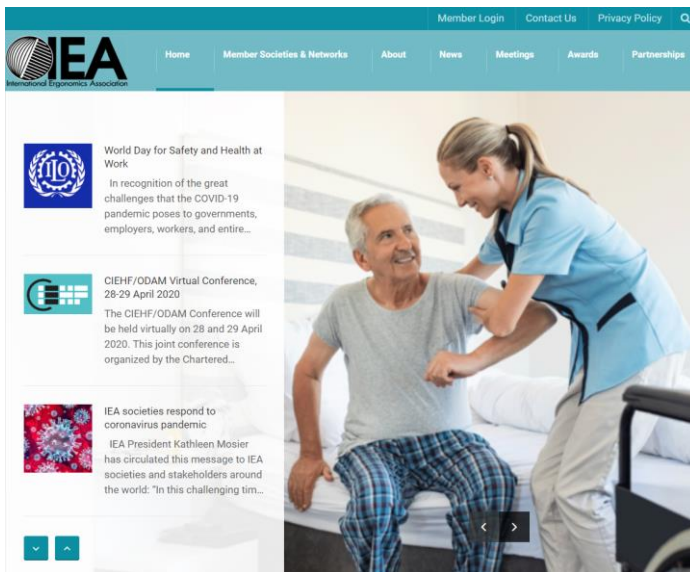 Member Login Contact Us Privacy Policy
IEA
International Ergonomics Association
Home Member Societies & Networks About News Meetings Awards Partnerships
ILO
World Day for Safety and Health at
Work
In recognition of the great
challenges that the COVID-19
pandemic poses to governments,
employers, workers, and entire...
CIEHF/ODAM Virtual Conference,
28-29 April 2020
The CIEHF/ODAM Conference will
be held virtually on 28 and 29 April
2020. This joint conference is
organized by the Chartered...
IEA societies respond to
coronavirus pandemic
IEA President Kathleen Mosier
has circulated this message to IEA
societies and stakeholders around
the world: "In this challenging tim...